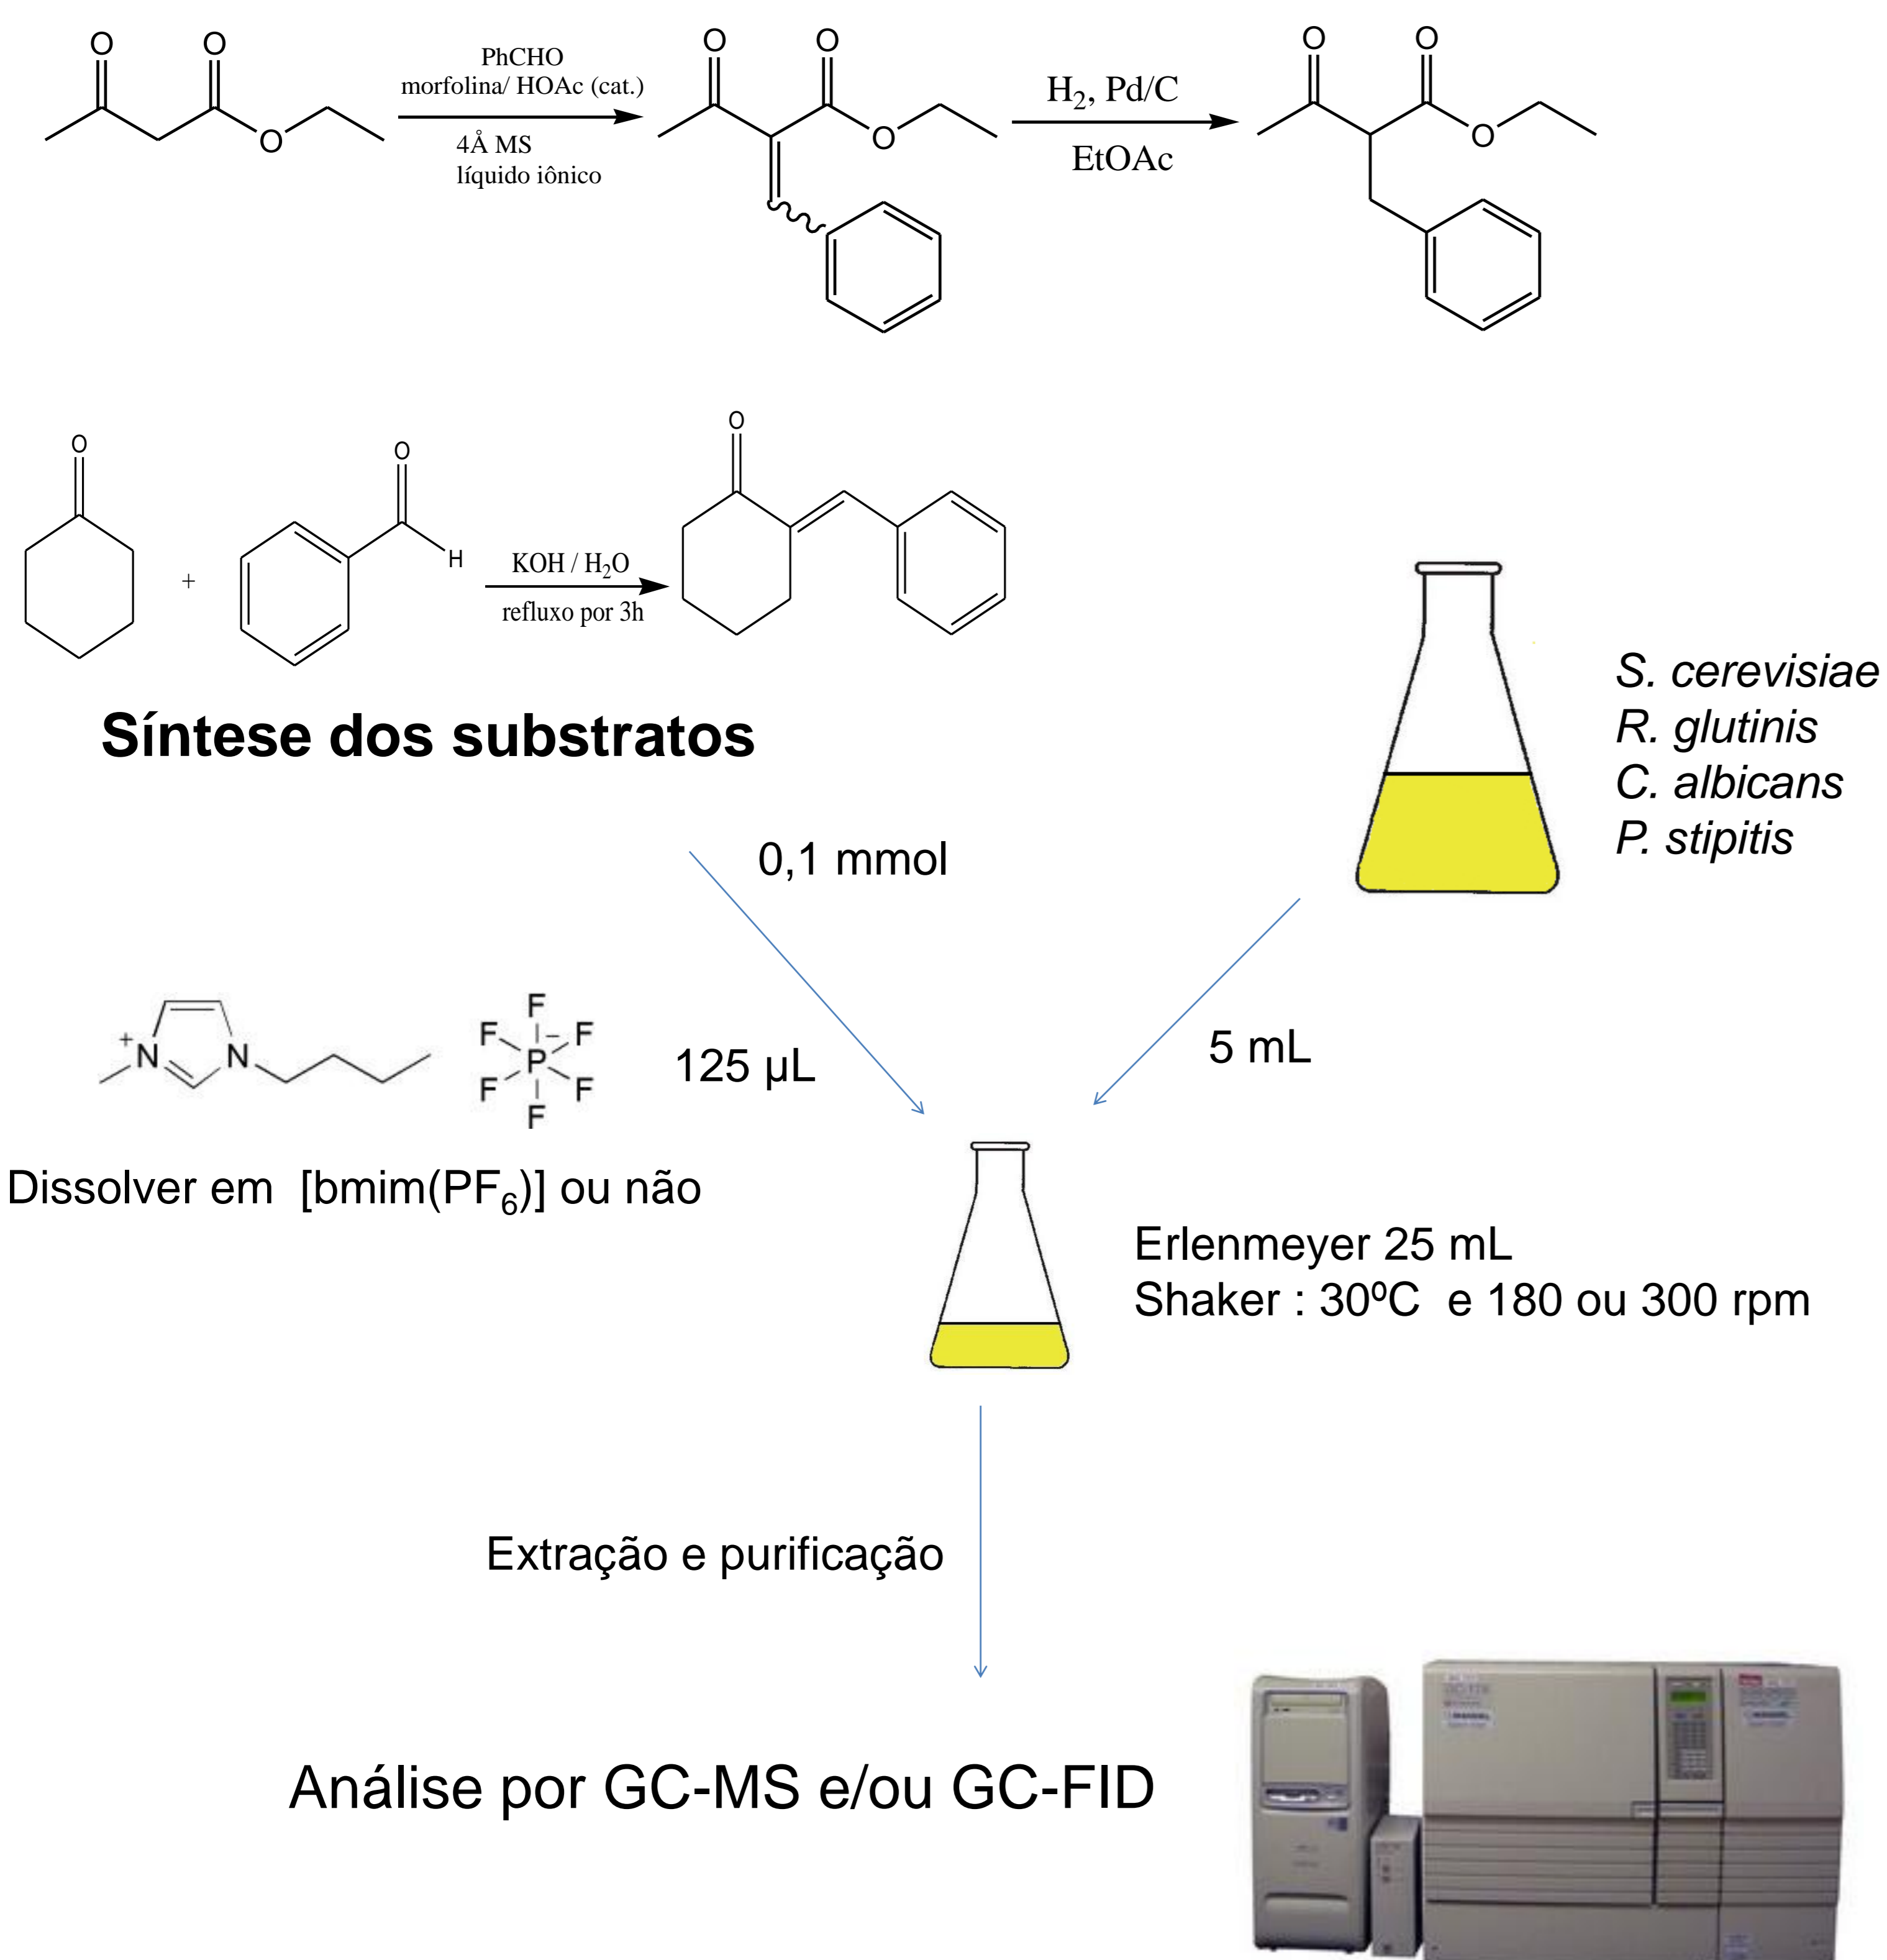 O O
O
PhCHO
morfolina/ HOAc (cat.)
4Å MS
líquido iônico
O O
O
H₂, Pd/C
EtOAc
O O
O
O
+
O
H
KOH / H₂O
refluxo por 3h
O
Síntese dos substratos
S. cerevisiae
R. glutinis
C. albicans
P. stipitis
0,1 mmol
5 mL
+
N N
F
F – F
P
F F
F
125 µL
Dissolver em [bmim(PF₆)] ou não
Erlenmeyer 25 mL
Shaker : 30ºC e 180 ou 300 rpm
Extração e purificação
Análise por GC-MS e/ou GC-FID